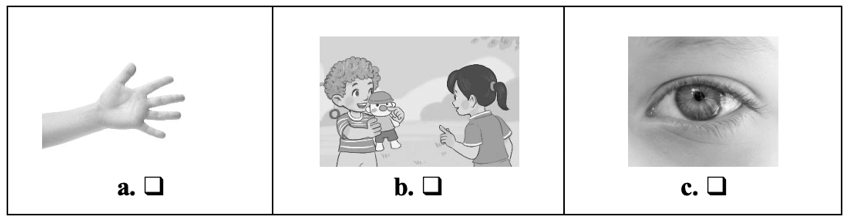 a. ❑
b. ❑
c. ❑